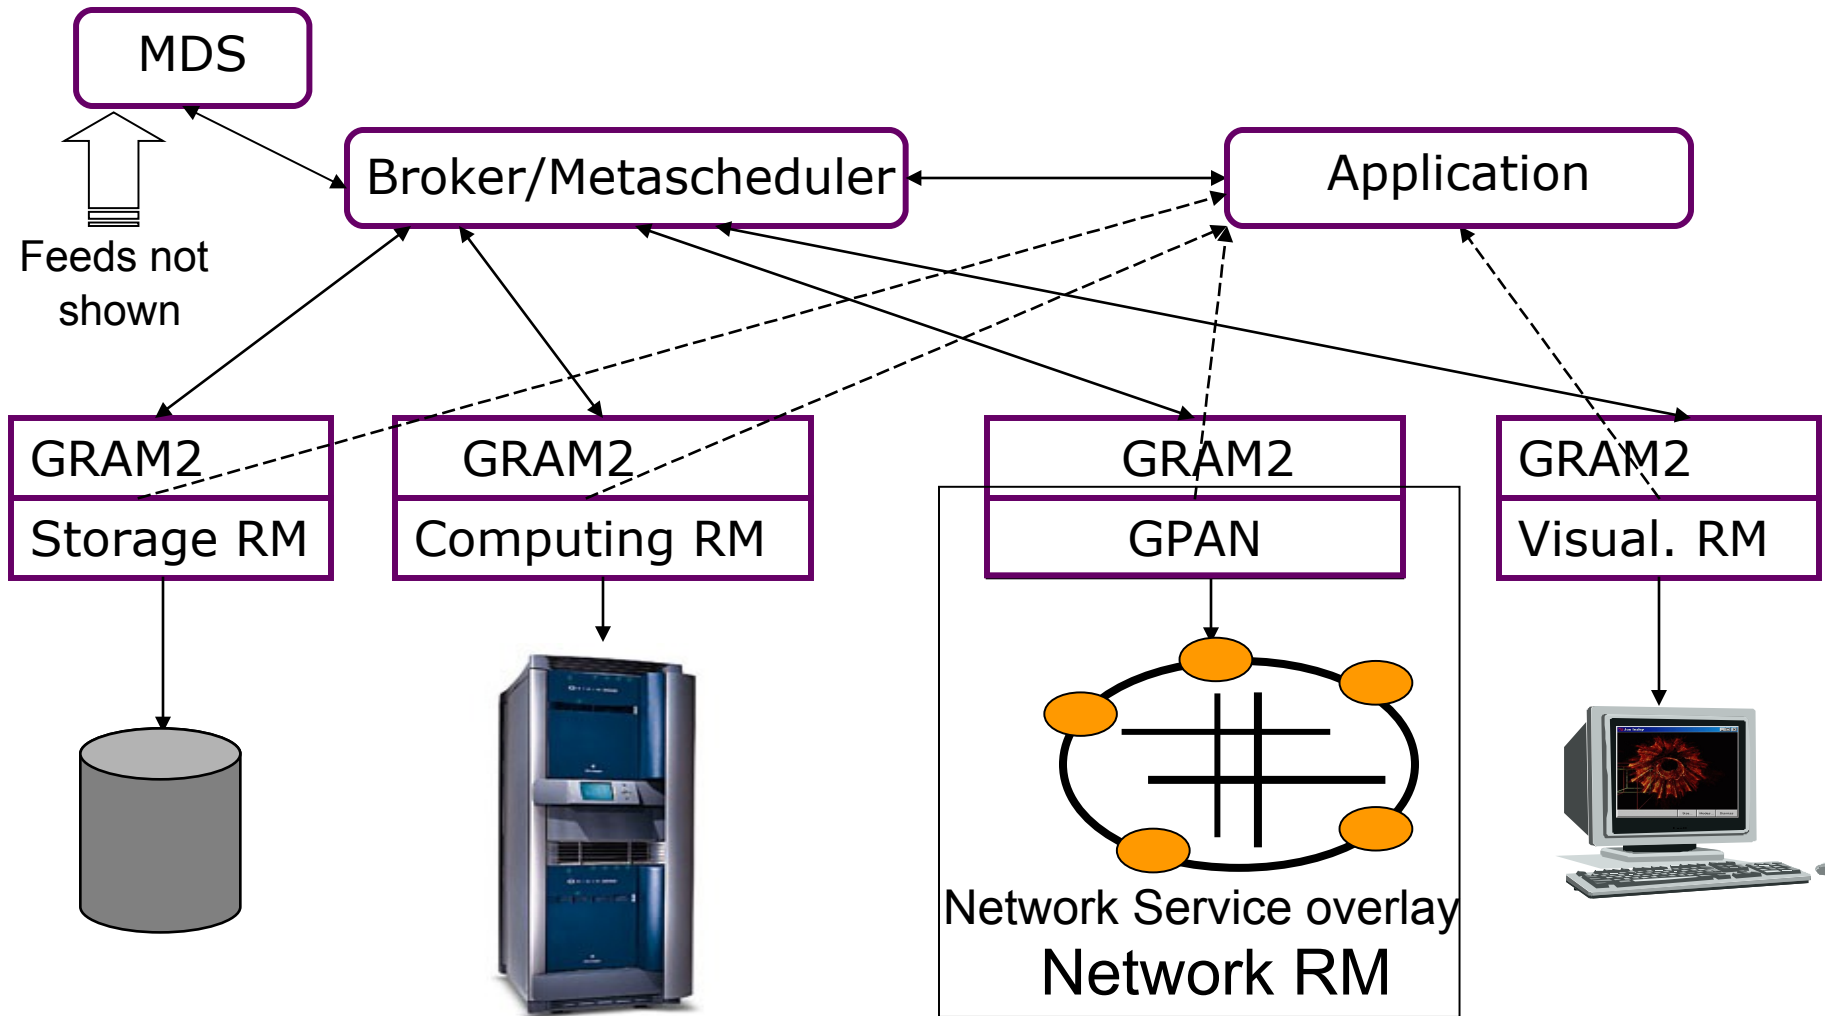 MDS
Broker/Metascheduler
Application
Feeds not
shown
GRAM2
GRAM2
GRAM2
GRAM2
Storage RM
Computing RM
GPAN
Visual. RM
Network Service overlay
Network RM